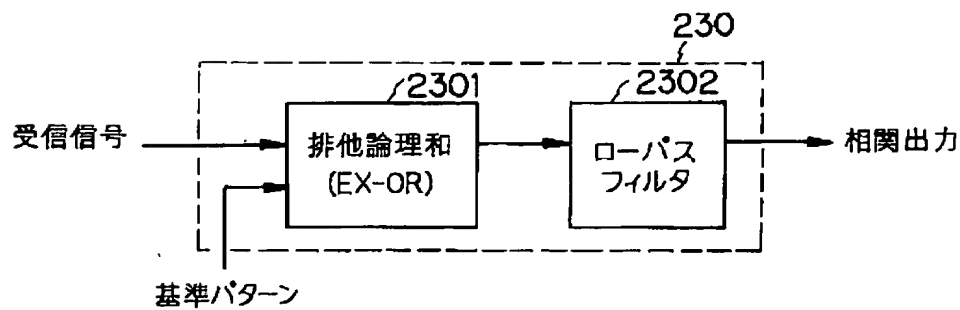 230
2301
2302
受信信号
排他論理和
(EX-OR)
ローパス
フィルタ
相関出力
基準パターン